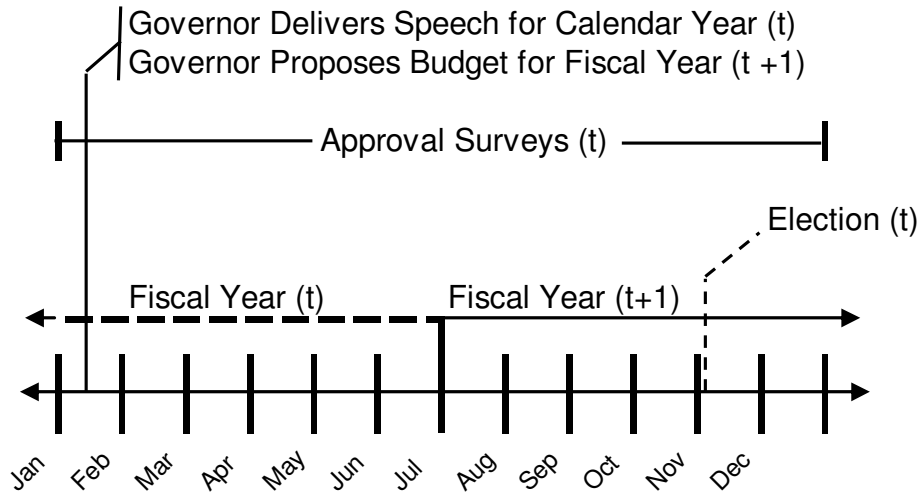 Governor Delivers Speech for Calendar Year (t)
Governor Proposes Budget for Fiscal Year (t +1)
Approval Surveys (t)
Election (t)
Fiscal Year (t)
Fiscal Year (t+1)
Jan
Feb
Mar
Apr
May
Jun
Jul
Aug
Sep
Oct
Nov
Dec